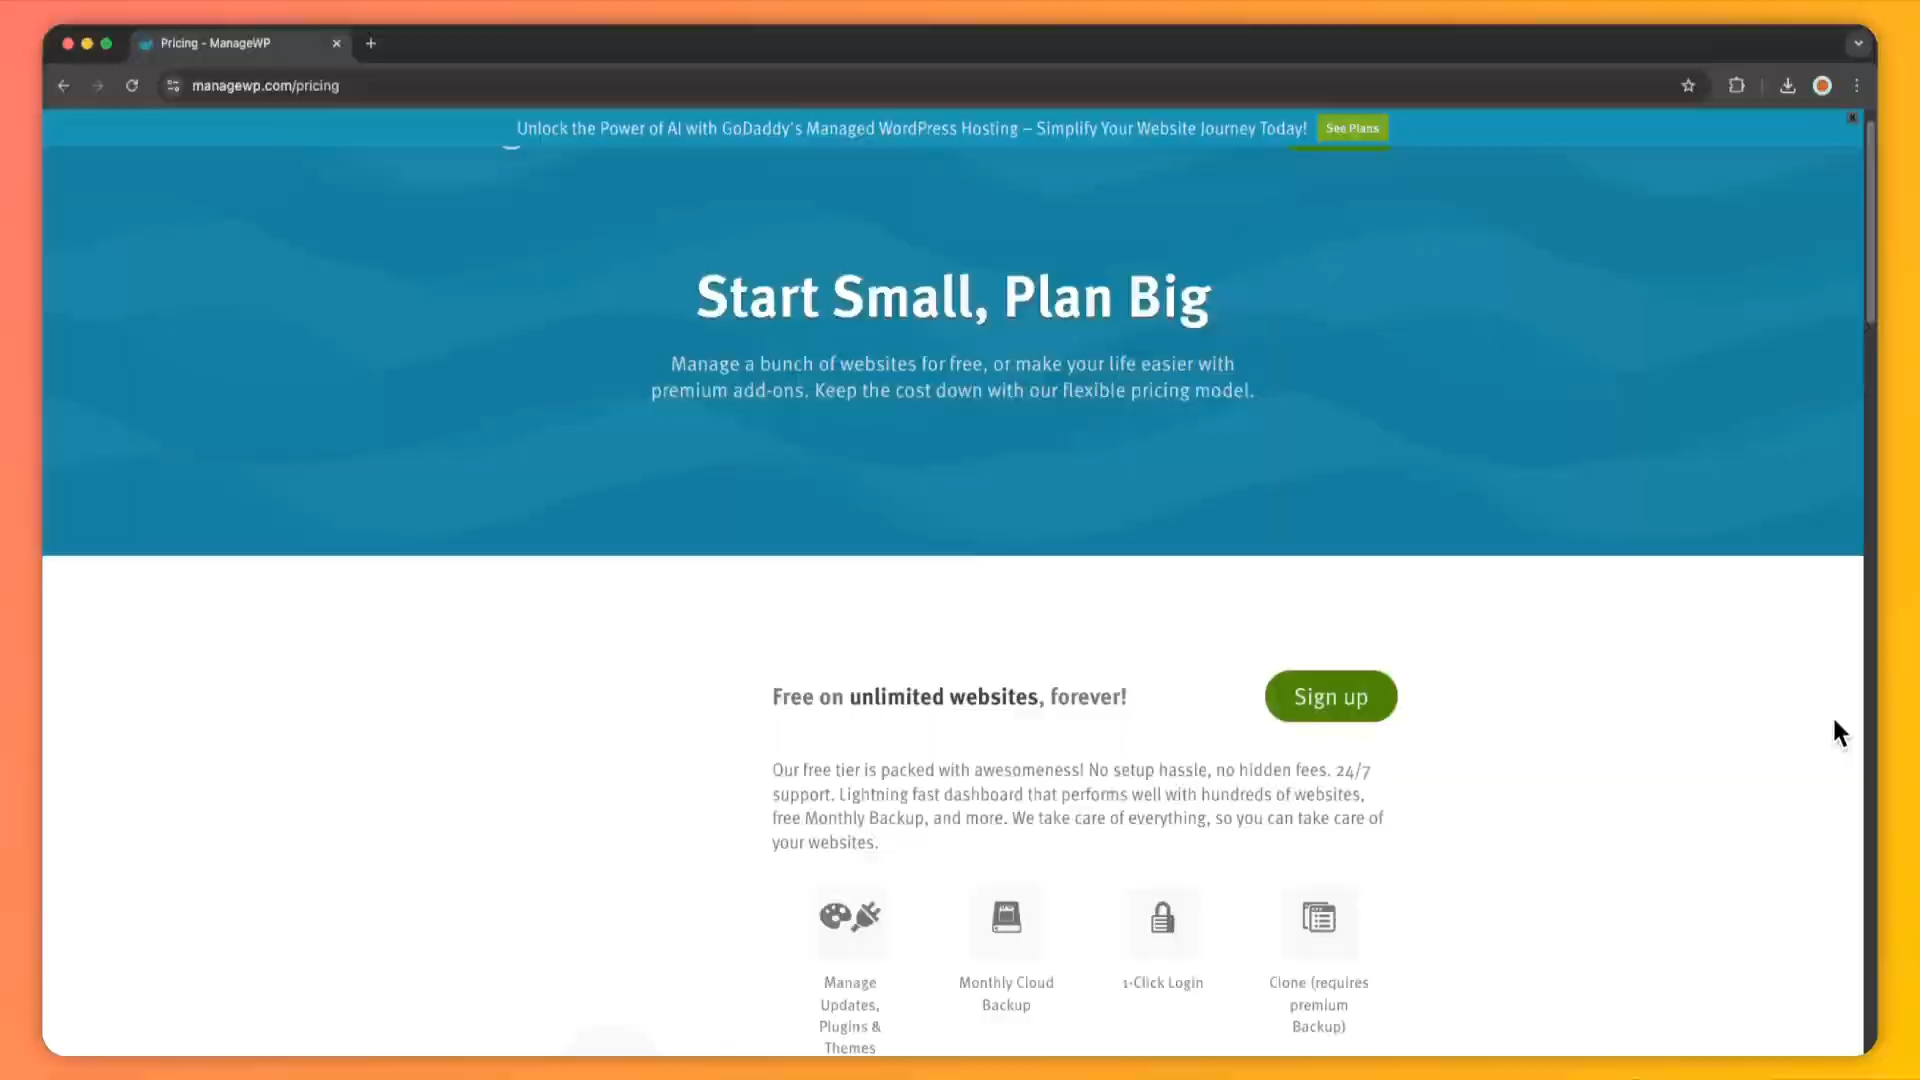 Pricing - ManageWP
managewp.com/pricing
Unlock the Power of AI with GoDaddy's Managed WordPress Hosting – Simplify Your Website Journey Today!
See Plans
Start Small, Plan Big
Manage a bunch of websites for free, or make your life easier with
premium add-ons. Keep the cost down with our flexible pricing model.
Free on unlimited websites, forever!
Sign up
Our free tier is packed with awesomeness! No setup hassle, no hidden fees. 24/7
support. Lightning fast dashboard that performs well with hundreds of websites,
free Monthly Backup, and more. We take care of everything, so you can take care of
your websites.
Manage
Updates,
Plugins &
Themes
Monthly Cloud
Backup
1-Click Login
Clone (requires
premium
Backup)